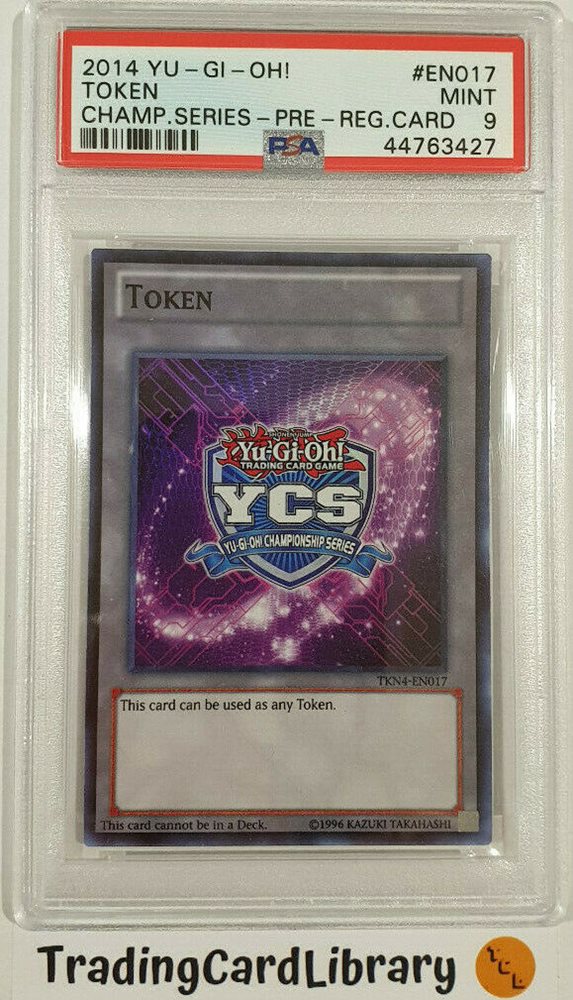 2014 YU-GI-OH! #EN017
TOKEN MINT
CHAMP.SERIES-PRE-REG.CARD 9
PSA 44763427
TOKEN
SHONEN JUMP
Yu-Gi-Oh!
TRADING CARD GAME
YCS
YU-GI-OH! CHAMPIONSHIP SERIES
TKN4-EN017
This card can be used as any Token.
This card cannot be in a Deck. ©1996 KAZUKI TAKAHASHI
TradingCardLibrary TCL